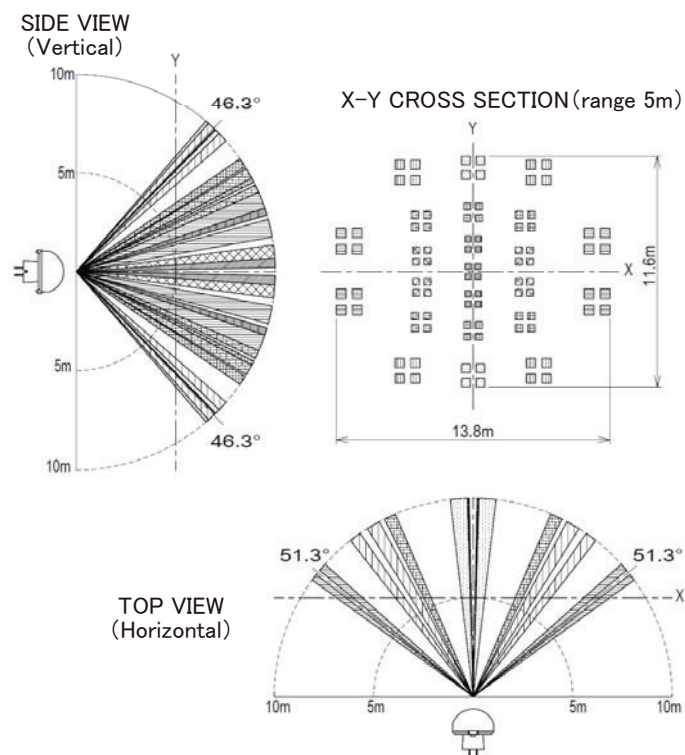 SIDE VIEW
(Vertical)
10m
Y
46.3°
5m
5m
46.3°
10m
X-Y CROSS SECTION(range 5m)
Y
X
11.6m
13.8m
TOP VIEW
(Horizontal)
51.3°
51.3°
X
10m 5m 5m 10m